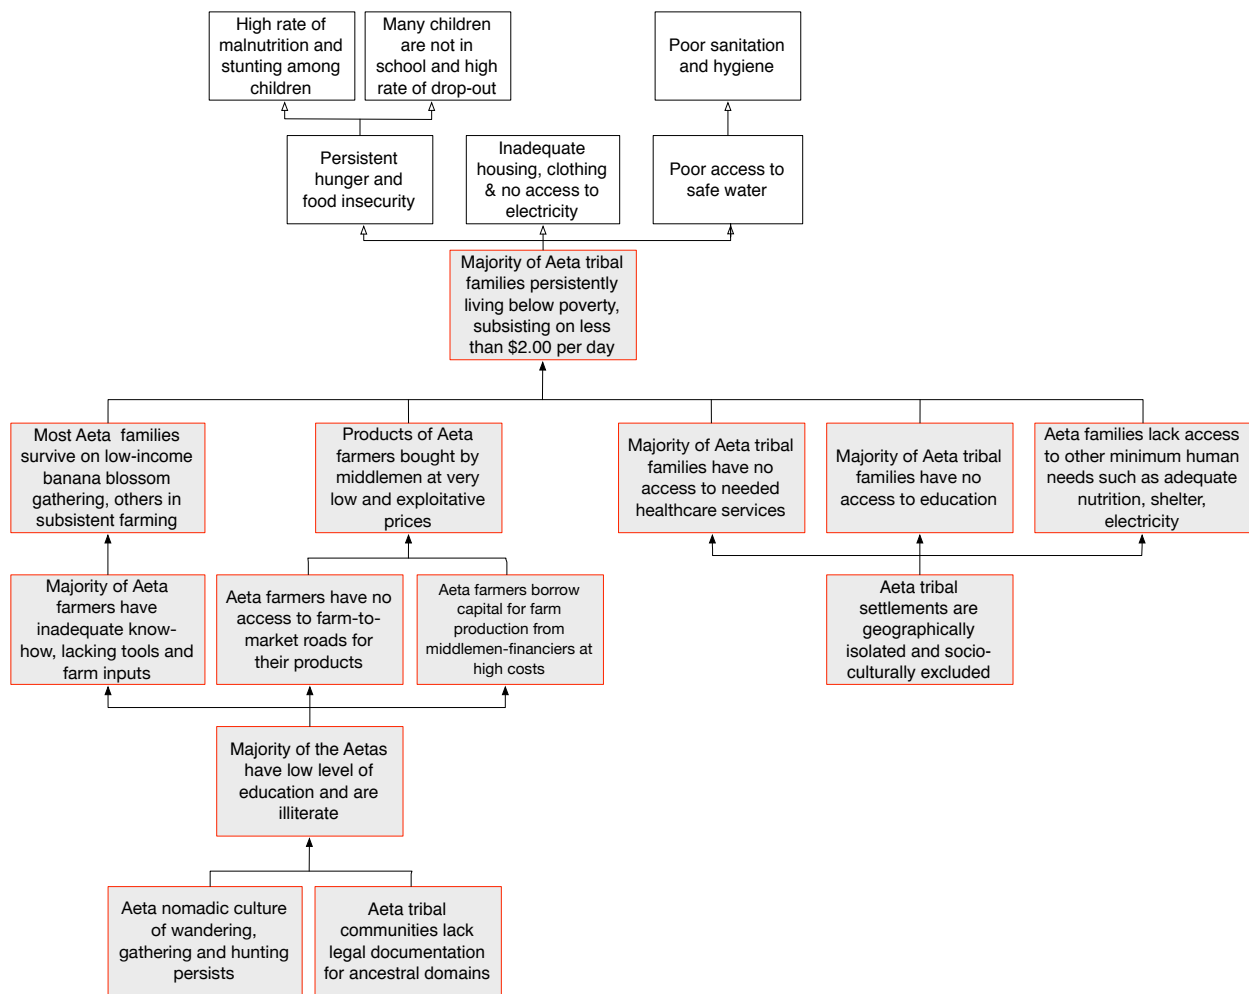 High rate of
malnutrition and
stunting among
children
Many children
are not in
school and high
rate of drop-out
Poor sanitation
and hygiene
Persistent
hunger and
food insecurity
Inadequate
housing, clothing
& no access to
electricity
Poor access to
safe water
Majority of Aeta tribal
families persistently
living below poverty,
subsisting on less
than $2.00 per day
Most Aeta families
survive on low-income
banana blossom
gathering, others in
subsistent farming
Products of Aeta
farmers bought by
middlemen at very
low and exploitative
prices
Majority of Aeta tribal
families have no
access to needed
healthcare services
Majority of Aeta tribal
families have no
access to education
Aeta families lack access
to other minimum human
needs such as adequate
nutrition, shelter,
electricity
Majority of Aeta
farmers have
inadequate know-
how, lacking tools and
farm inputs
Aeta farmers have no
access to farm-to-
market roads for
their products
Aeta farmers borrow
capital for farm
production from
middlemen-financiers at
high costs
Aeta tribal
settlements are
geographically
isolated and socio-
culturally excluded
Majority of the Aetas
have low level of
education and are
illiterate
Aeta nomadic culture
of wandering,
gathering and hunting
persists
Aeta tribal
communities lack
legal documentation
for ancestral domains